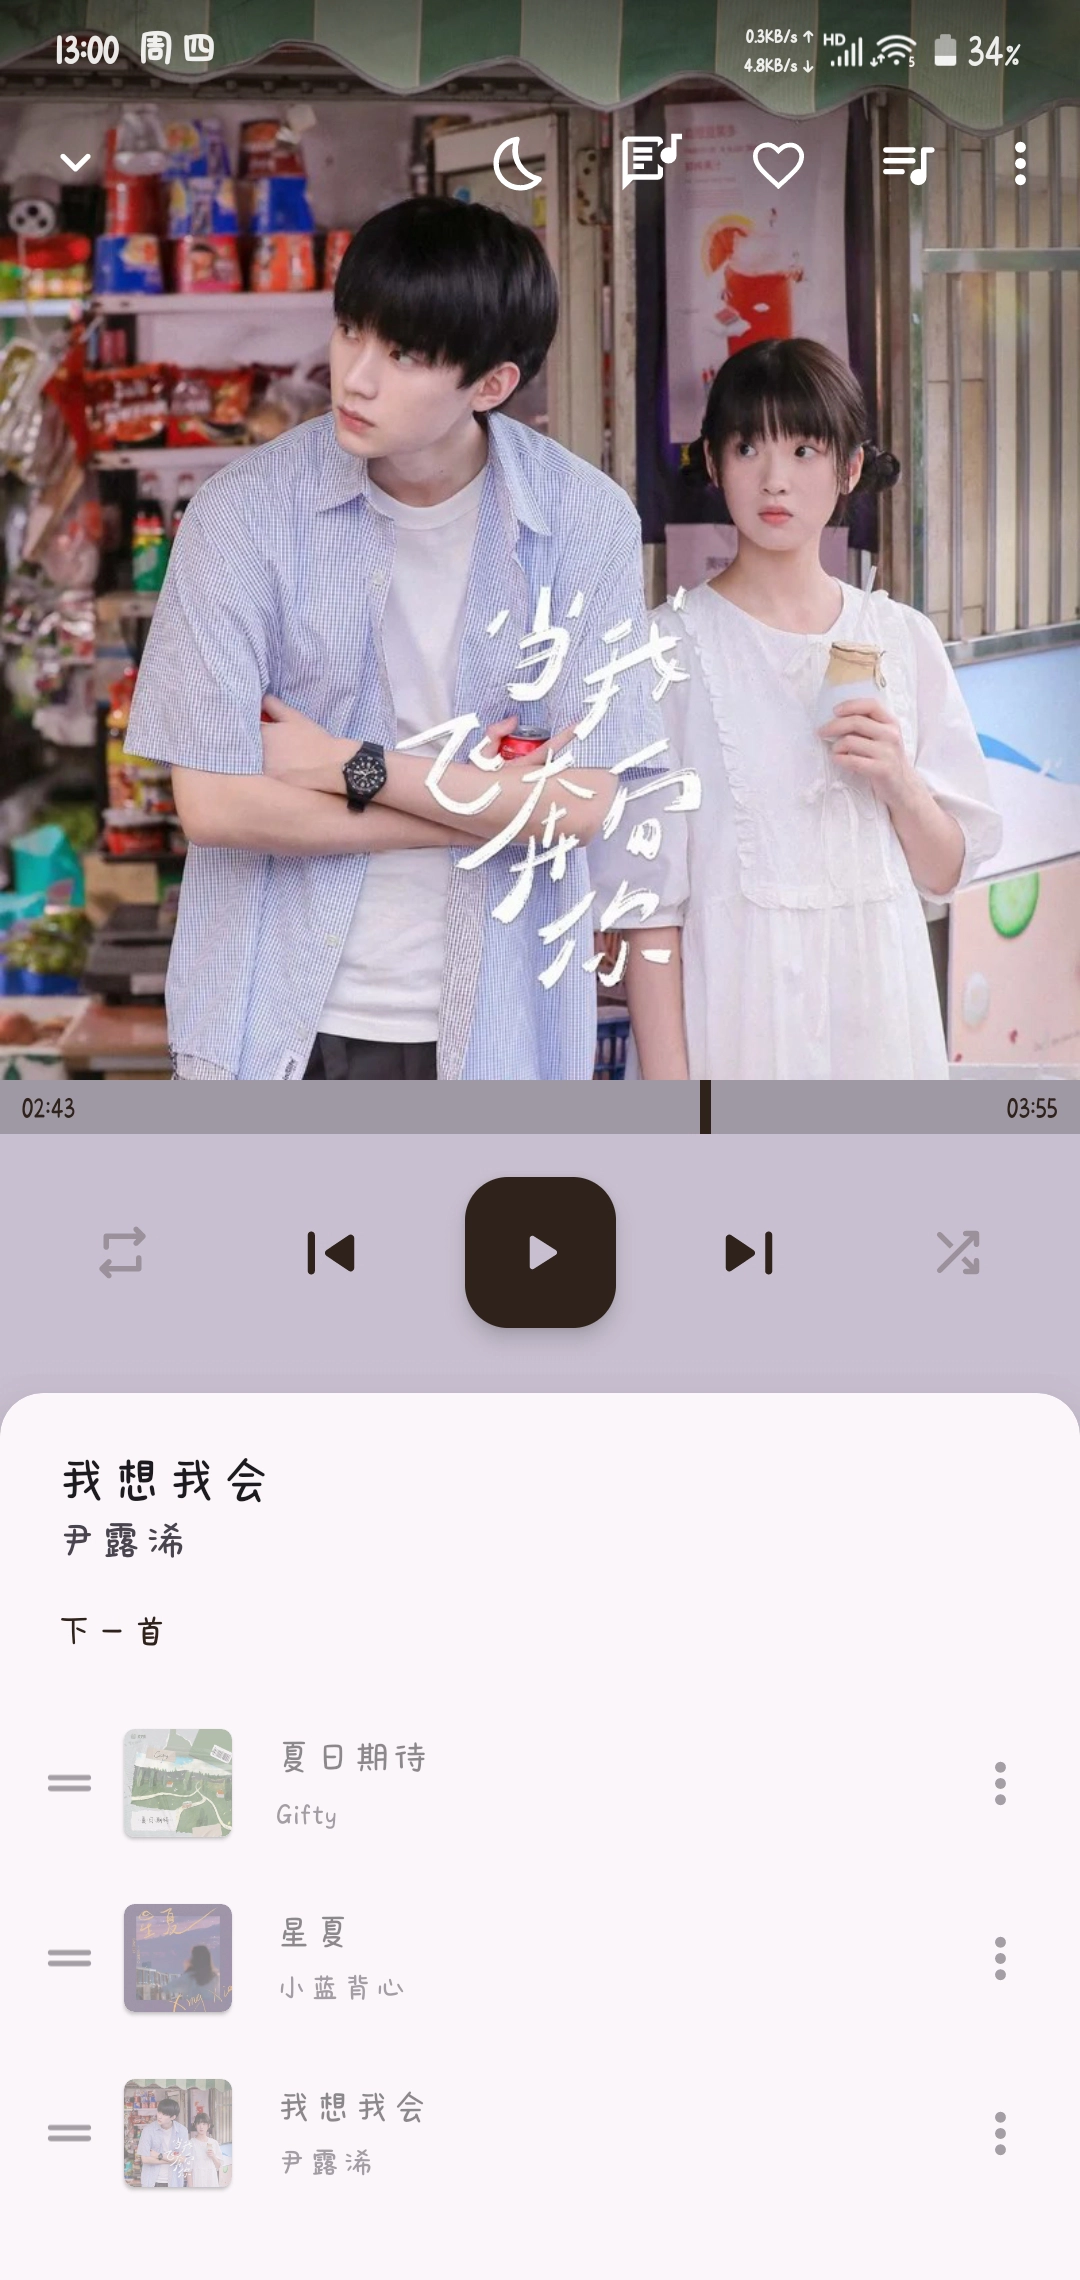 13:00 周四
0.3KB/s ↑
4.8KB/s ↓
HD
5
34%
当我
飞奔向
你
02:43
03:55
我想我会
尹露浠
下一首
夏日期待
Gifty
星夏
小蓝背心
我想我会
尹露浠